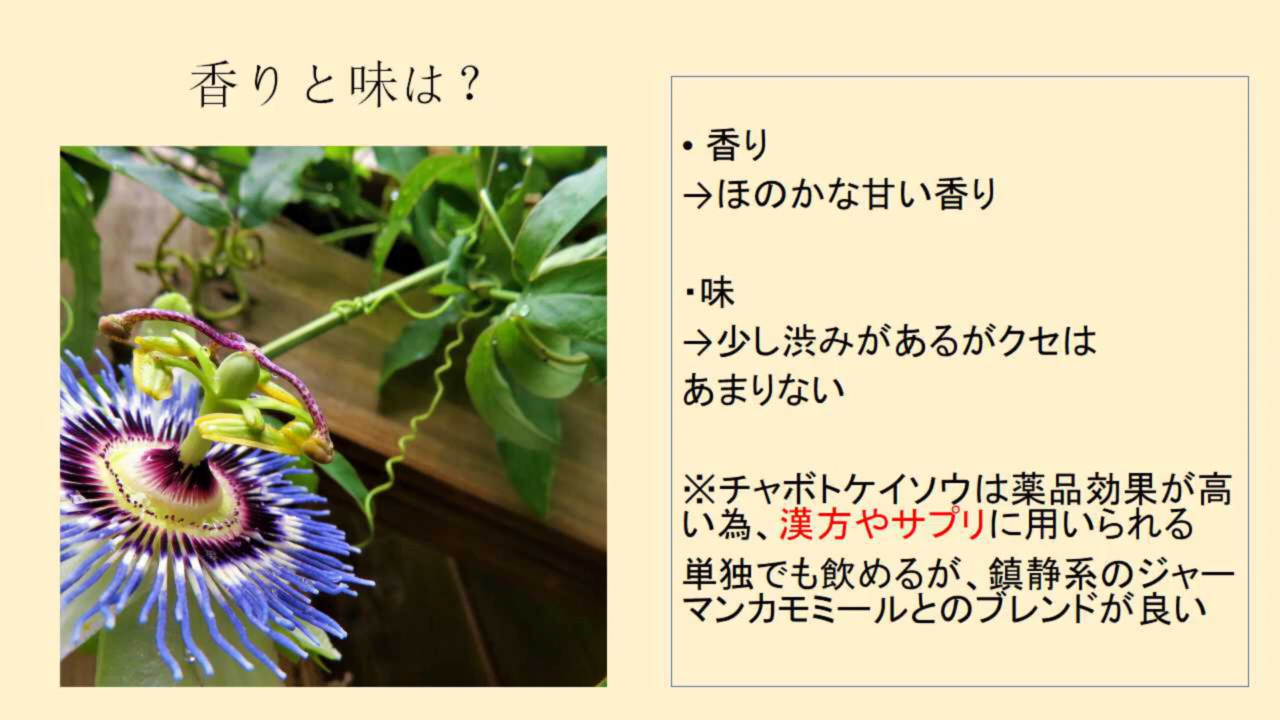 香りと味は？
• 香り
→ほのかな甘い香り
・味
→少し渋みがあるがクセは
あまりない
※チャボトケイソウは薬品効果が高
い為、漢方やサプリに用いられる
単独でも飲めるが、鎮静系のジャー
マンカモミールとのブレンドが良い